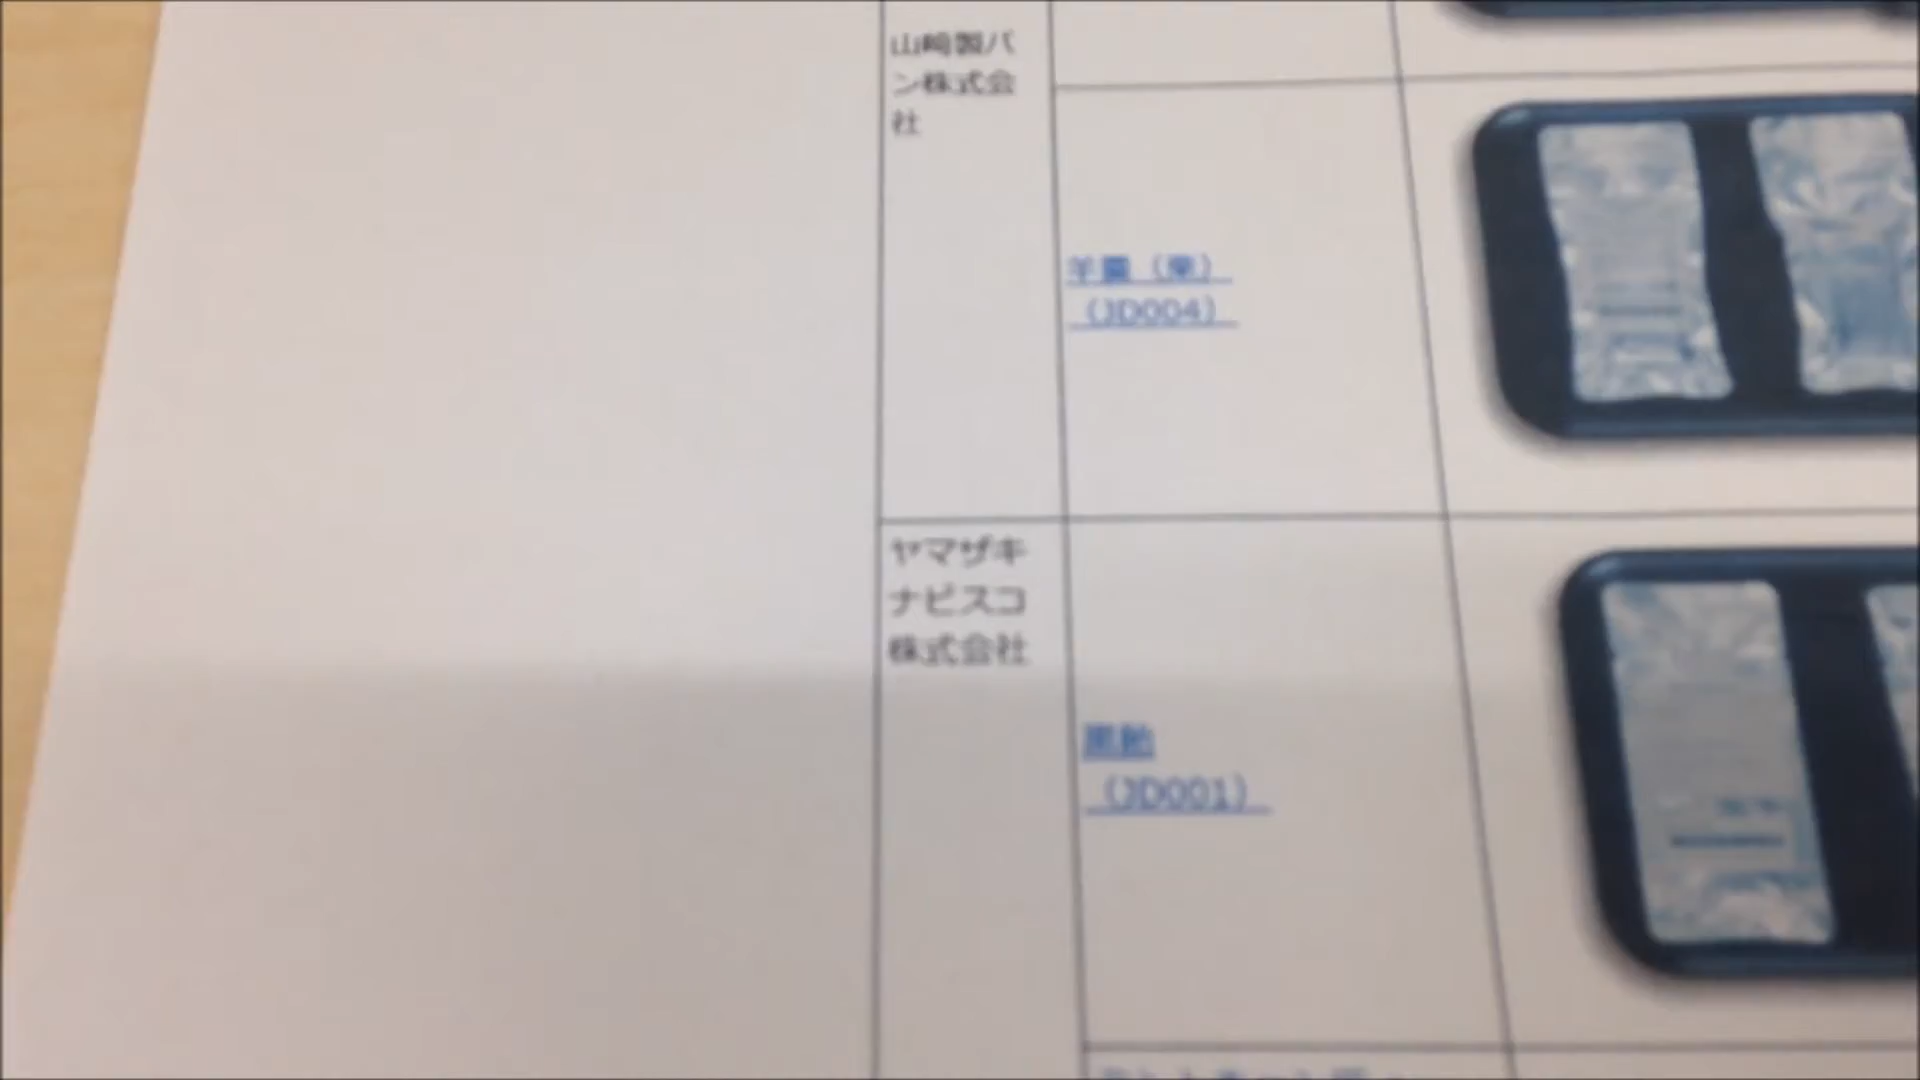 山崎製パ
ン株式会
社
羊羹（栗）
（JD004）
ヤマザキ
ナビスコ
株式会社
黒飴
（JD001）